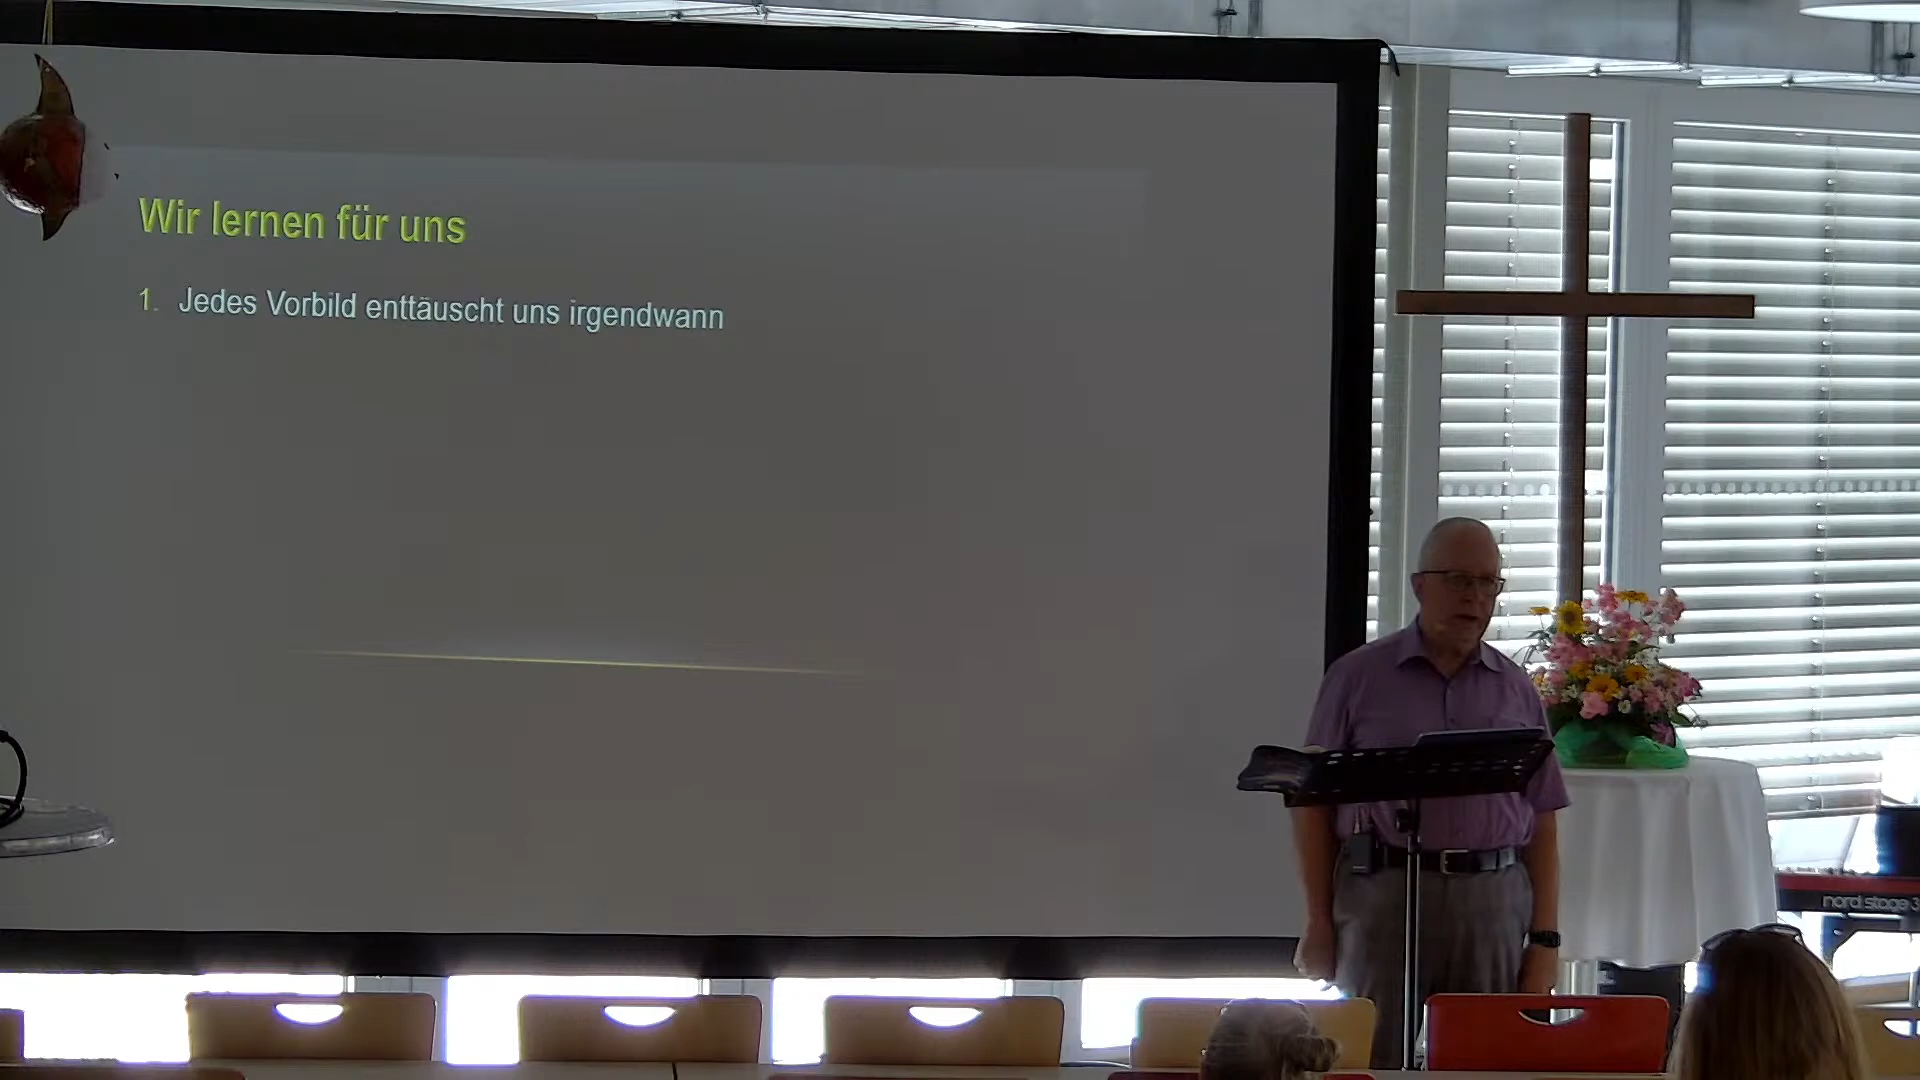 Wir lernen für uns
1. Jedes Vorbild enttäuscht uns irgendwann
nord stage 3